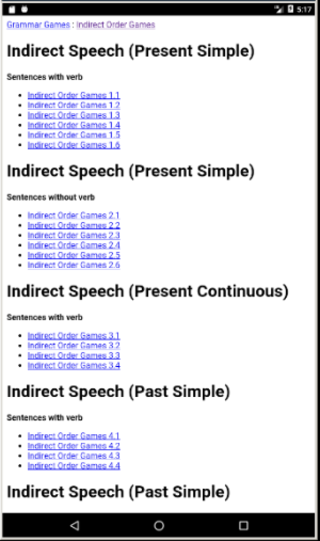 5:17
Grammar Games : Indirect Order Games
Indirect Speech (Present Simple)
Sentences with verb
Indirect Order Games 1.1
Indirect Order Games 1.2
Indirect Order Games 1.3
Indirect Order Games 1.4
Indirect Order Games 1.5
Indirect Order Games 1.6
Indirect Speech (Present Simple)
Sentences without verb
Indirect Order Games 2.1
Indirect Order Games 2.2
Indirect Order Games 2.3
Indirect Order Games 2.4
Indirect Order Games 2.5
Indirect Order Games 2.6
Indirect Speech (Present Continuous)
Sentences with verb
Indirect Order Games 3.1
Indirect Order Games 3.2
Indirect Order Games 3.3
Indirect Order Games 3.4
Indirect Speech (Past Simple)
Sentences with verb
Indirect Order Games 4.1
Indirect Order Games 4.2
Indirect Order Games 4.3
Indirect Order Games 4.4
Indirect Speech (Past Simple)